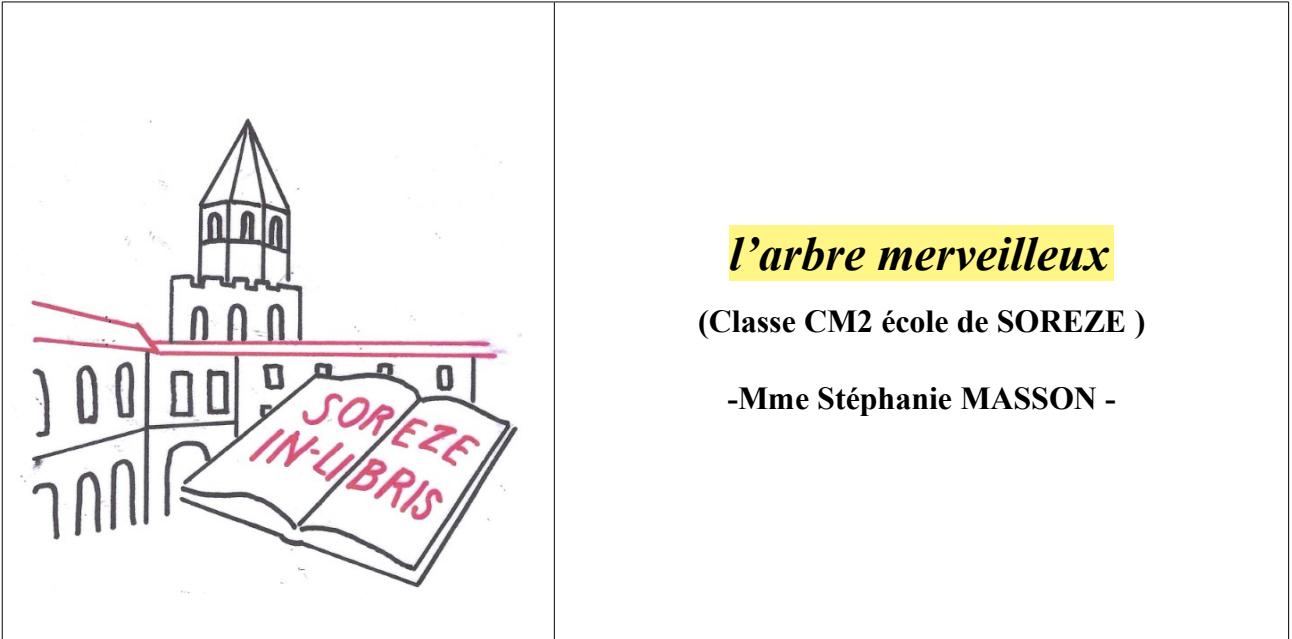 SOREZE
IN-LIBRIS
l’arbre merveilleux
(Classe CM2 école de SOREZE )
-Mme Stéphanie MASSON -